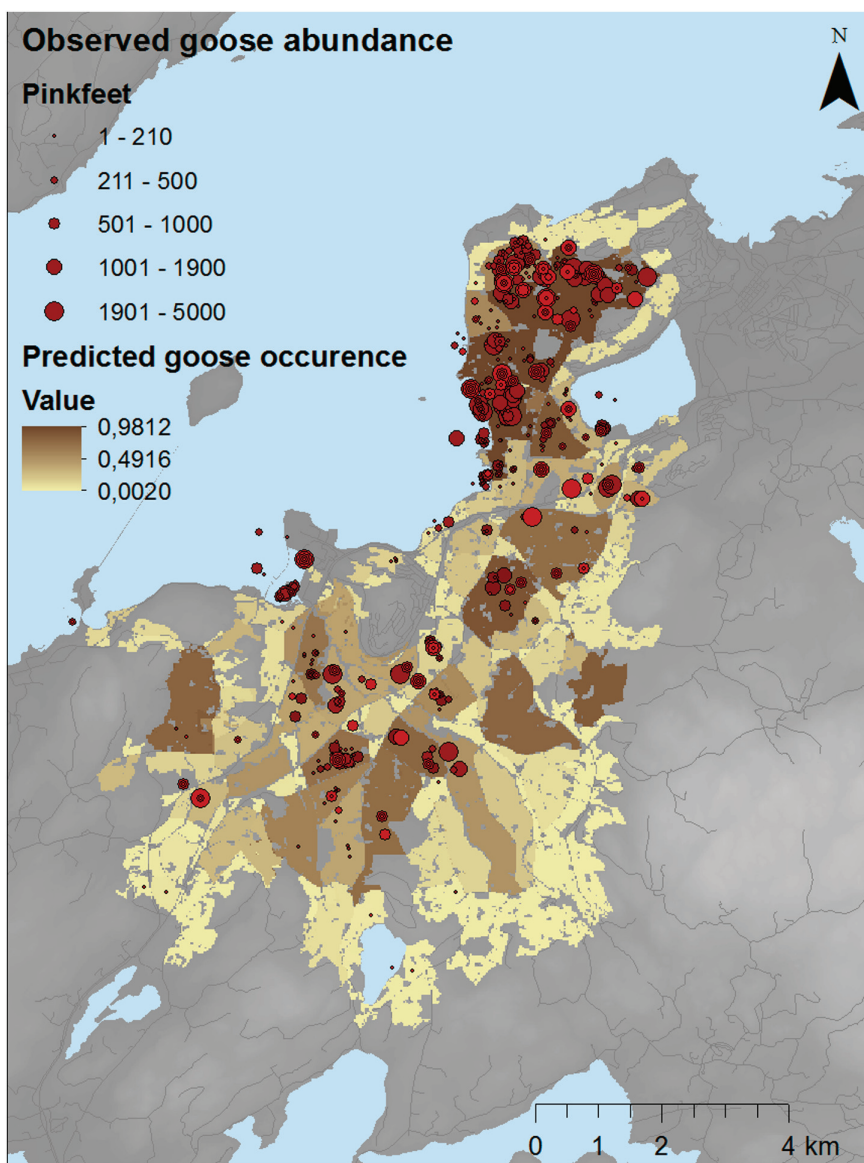 Observed goose abundance
N
Pinkfeet
1 - 210
211 - 500
501 - 1000
1001 - 1900
1901 - 5000
Predicted goose occurence
Value
0,9812
0,4916
0,0020
0 1 2 4 km